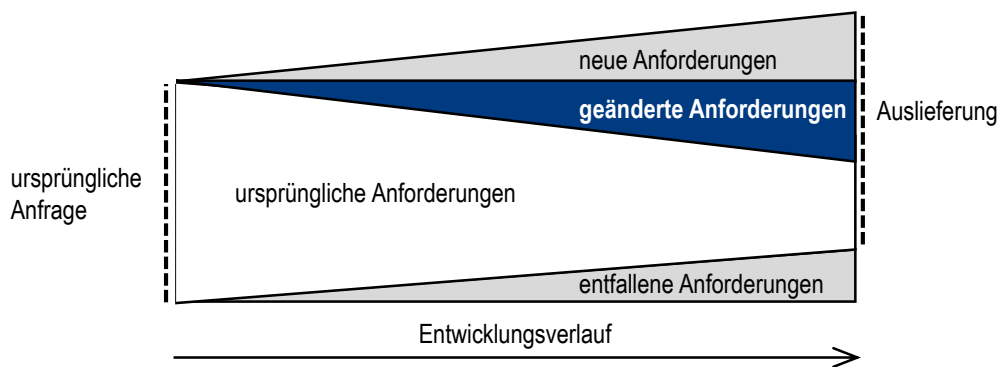 neue Anforderungen
geänderte Anforderungen
Auslieferung
ursprüngliche
Anfrage
ursprüngliche Anforderungen
entfallene Anforderungen
Entwicklungsverlauf